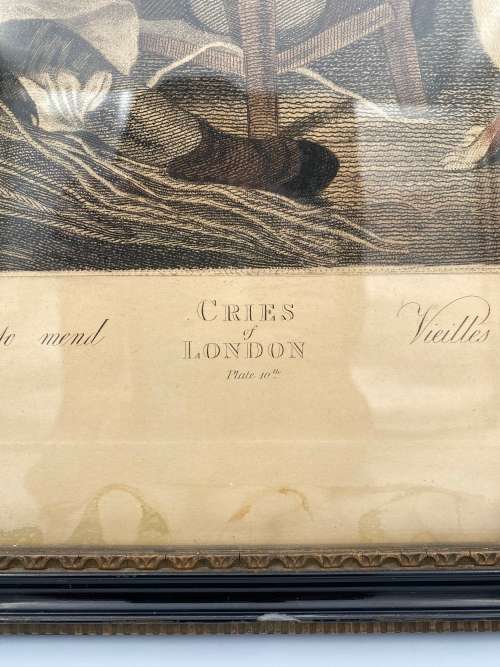 to mend
CRIES
of
LONDON
Plate 10th
Vieilles